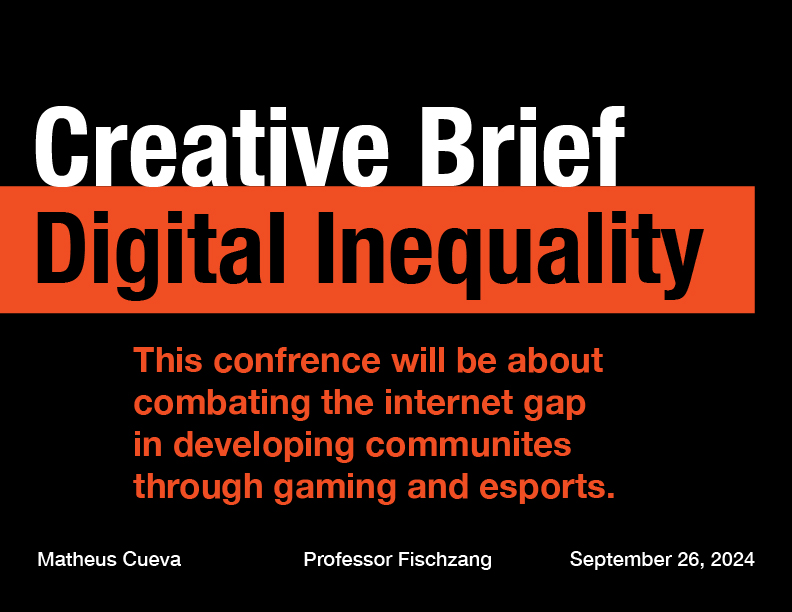 Creative Brief
Digital Inequality
This confrence will be about
combating the internet gap
in developing communites
through gaming and esports.
Matheus Cueva
Professor Fischzang
September 26, 2024